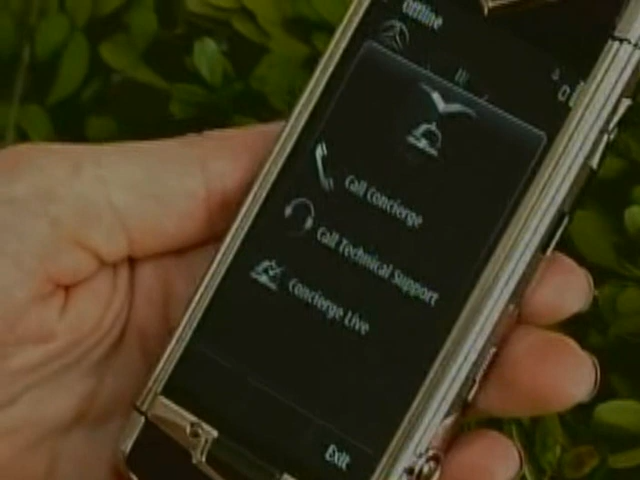 Offline
Call Concierge
Call Technical Support
Concierge Live
Exit